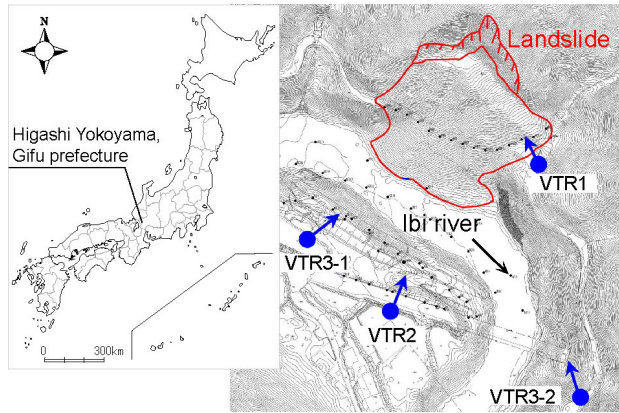 N
Higashi Yokoyama,
Gifu prefecture
0 300km
Landslide
VTR1
Ibi river
VTR3-1
VTR2
VTR3-2